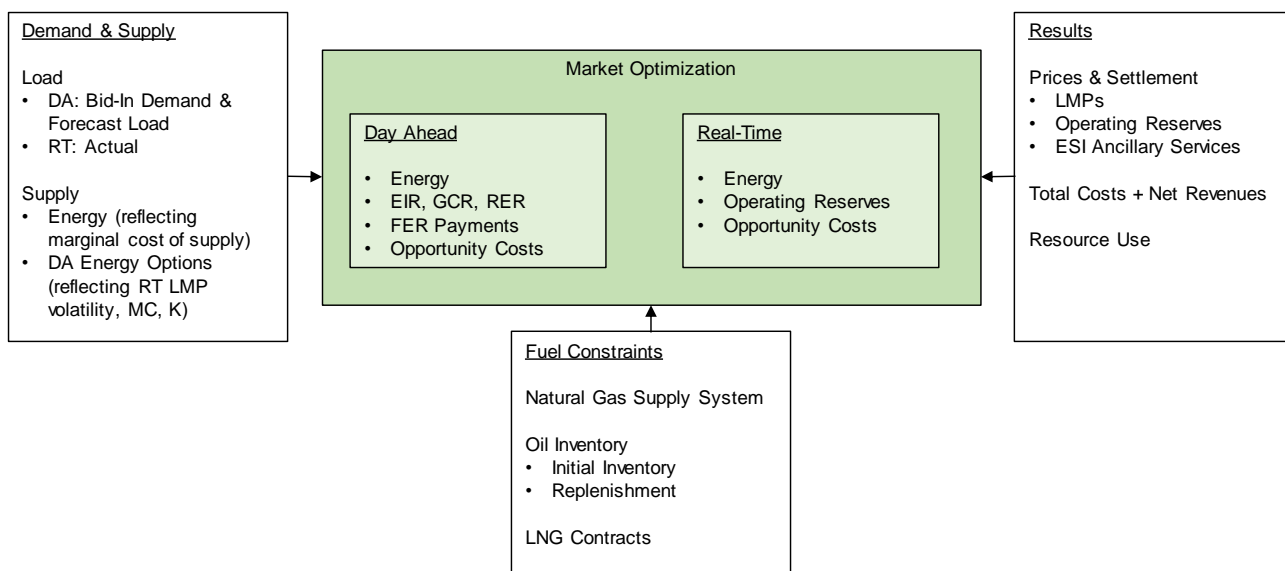 Demand & Supply
Load
• DA: Bid-In Demand &
Forecast Load
• RT: Actual
Supply
• Energy (reflecting
marginal cost of supply)
• DA Energy Options
(reflecting RT LMP
volatility, MC, K)
Market Optimization
Day Ahead
• Energy
• EIR, GCR, RER
• FER Payments
• Opportunity Costs
Real-Time
• Energy
• Operating Reserves
• Opportunity Costs
Results
Prices & Settlement
• LMPs
• Operating Reserves
• ESI Ancillary Services
Total Costs + Net Revenues
Resource Use
Fuel Constraints
Natural Gas Supply System
Oil Inventory
• Initial Inventory
• Replenishment
LNG Contracts